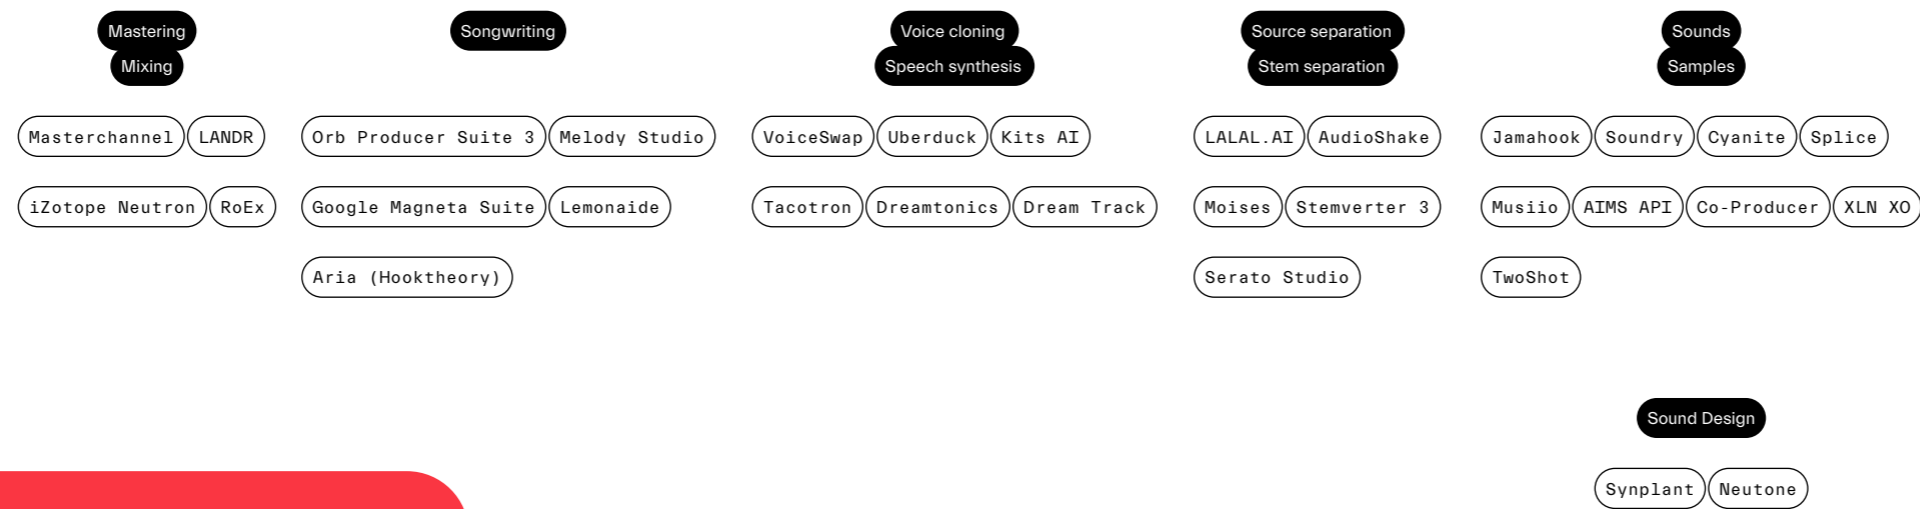 Mastering
Mixing
Masterchannel LANDR
iZotope Neutron RoEx
Songwriting
Orb Producer Suite 3 Melody Studio
Google Magneta Suite Lemonaide
Aria (Hooktheory)
Voice cloning
Speech synthesis
VoiceSwap Uberduck Kits AI
Tacotron Dreamtonics Dream Track
Source separation
Stem separation
LALAL.AI AudioShake
Moises Stemverter 3
Serato Studio
Sounds
Samples
Jamahook Soundry Cyanite Splice
Musiio AIMS API Co-Producer XLN XO
TwoShot
Sound Design
Synplant Neutone